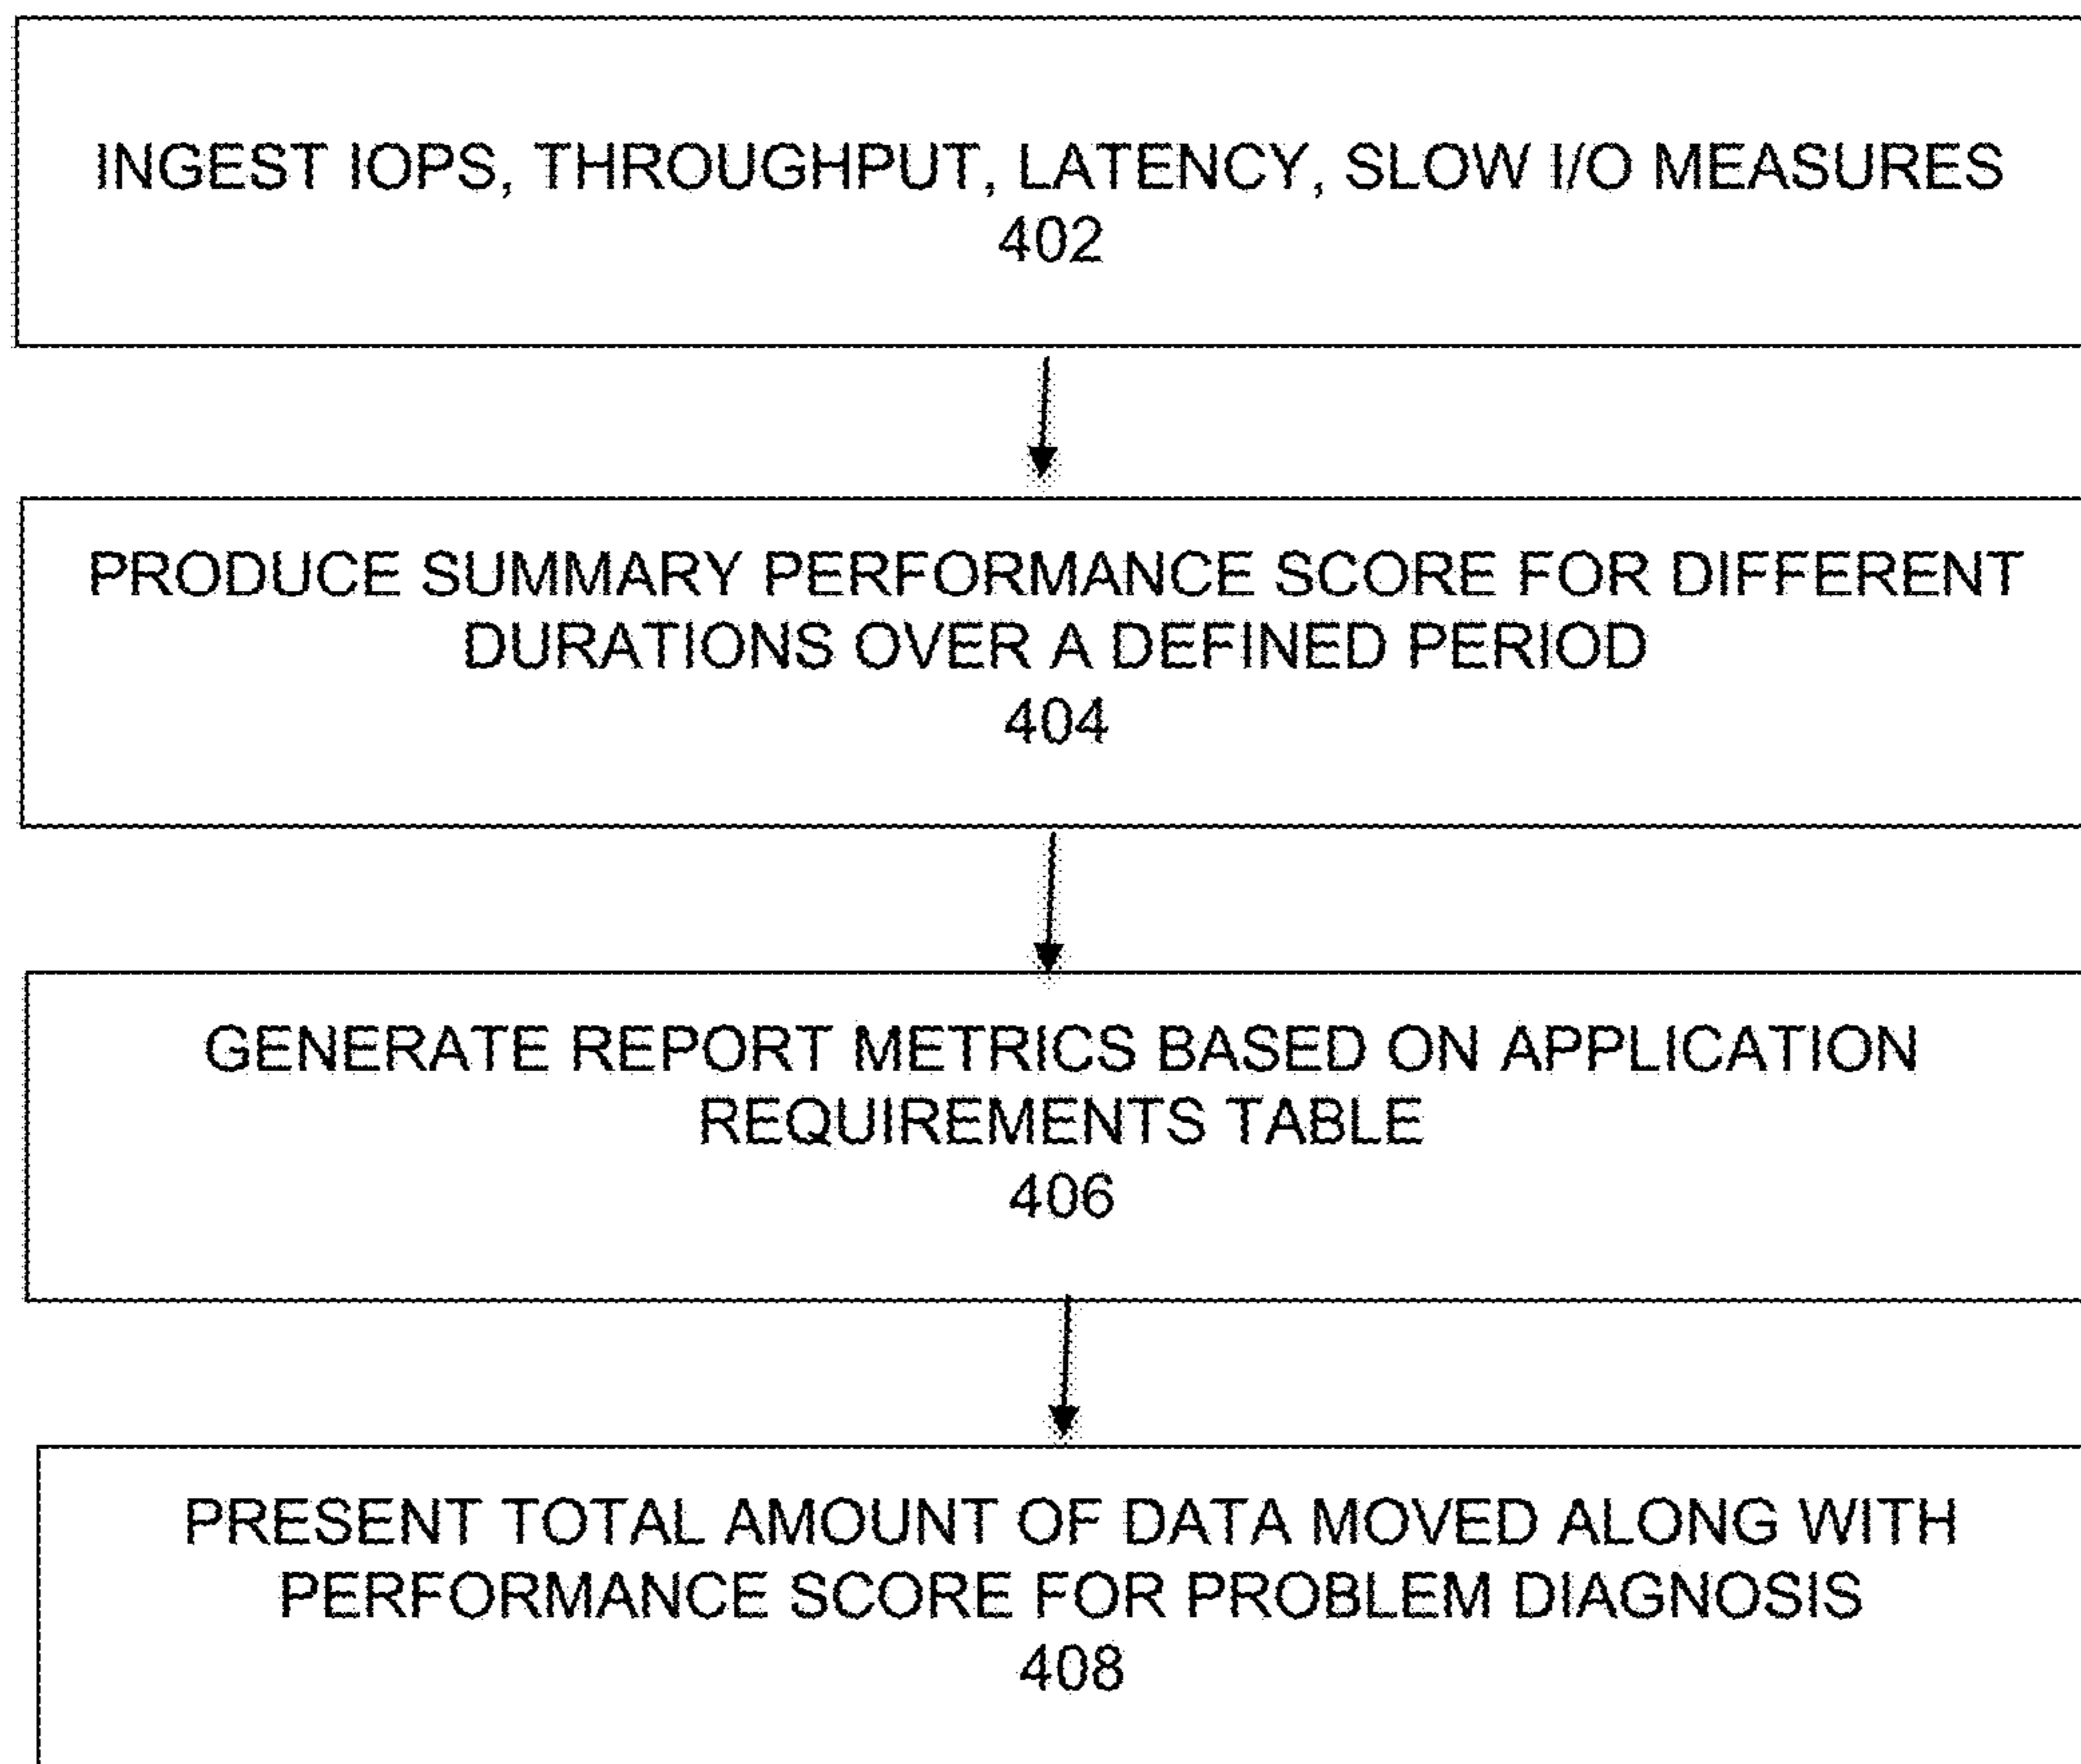 INGEST IOPS, THROUGHPUT, LATENCY, SLOW I/O MEASURES
402
PRODUCE SUMMARY PERFORMANCE SCORE FOR DIFFERENT
DURATIONS OVER A DEFINED PERIOD
404
GENERATE REPORT METRICS BASED ON APPLICATION
REQUIREMENTS TABLE
406
PRESENT TOTAL AMOUNT OF DATA MOVED ALONG WITH
PERFORMANCE SCORE FOR PROBLEM DIAGNOSIS
408